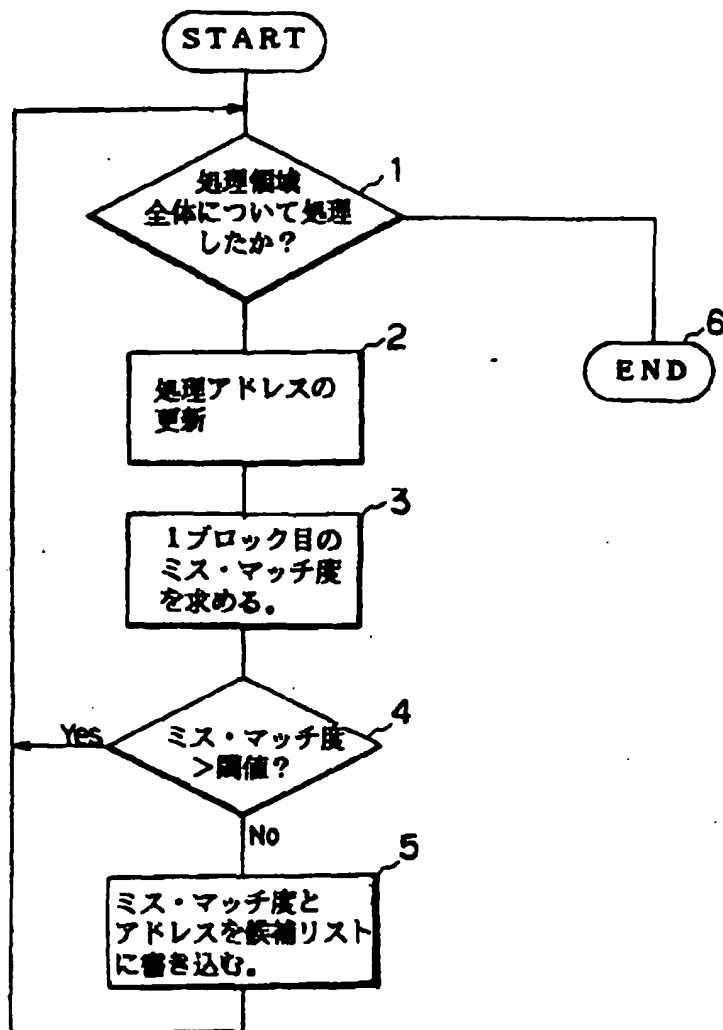 START
処理領域
全体について処理
したか?
1
2
処理アドレスの
更新
6
END
3
1ブロック目の
ミス・マッチ度
を求める。
4
Yes
ミス・マッチ度
>閾値?
No
5
ミス・マッチ度と
アドレスを候補リスト
に書き込む。